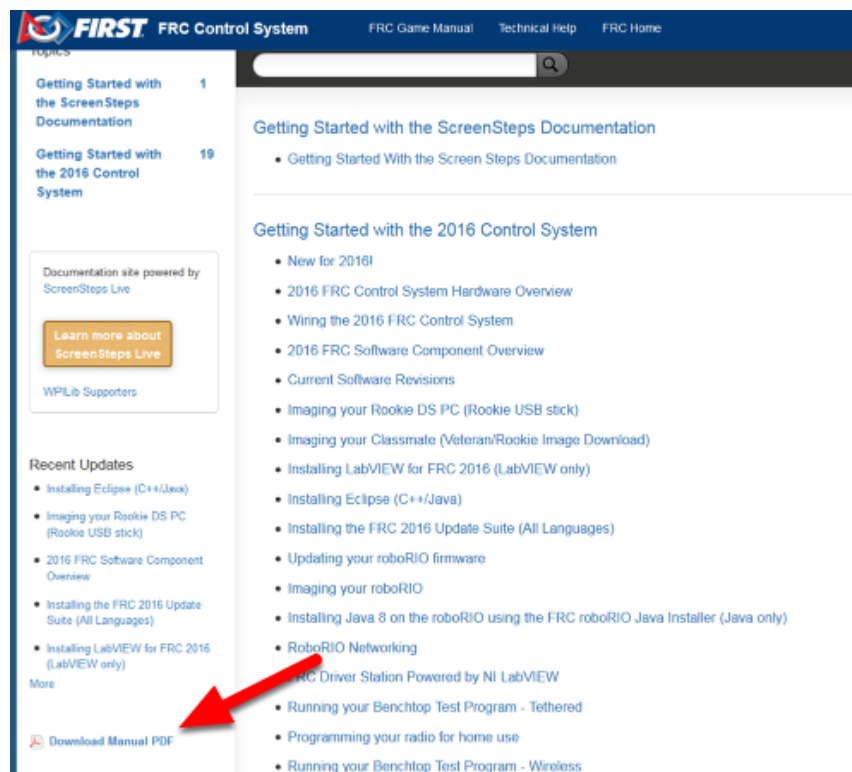 FIRST FRC Control System
FRC Game Manual
Technical Help
FRC Home
Topics
Getting Started with 1
the ScreenSteps
Documentation
Getting Started with 19
the 2016 Control
System
Documentation site powered by
ScreenSteps Live
Learn more about
ScreenSteps Live
WPILib Supporters
Recent Updates
Installing Eclipse (C++/Java)
Imaging your Rookie DS PC
(Rookie USB stick)
2016 FRC Software Component
Overview
Installing the FRC 2016 Update
Suite (All Languages)
Installing LabVIEW for FRC 2016
(LabVIEW only)
More
Download Manual PDF
Getting Started with the ScreenSteps Documentation
Getting Started With the Screen Steps Documentation
Getting Started with the 2016 Control System
New for 2016!
2016 FRC Control System Hardware Overview
Wiring the 2016 FRC Control System
2016 FRC Software Component Overview
Current Software Revisions
Imaging your Rookie DS PC (Rookie USB stick)
Imaging your Classmate (Veteran/Rookie Image Download)
Installing LabVIEW for FRC 2016 (LabVIEW only)
Installing Eclipse (C++/Java)
Installing the FRC 2016 Update Suite (All Languages)
Updating your roboRIO firmware
Imaging your roboRIO
Installing Java 8 on the roboRIO using the FRC roboRIO Java Installer (Java only)
RoboRIO Networking
FRC Driver Station Powered by NI LabVIEW
Running your Benchtop Test Program - Tethered
Programming your radio for home use
Running your Benchtop Test Program - Wireless